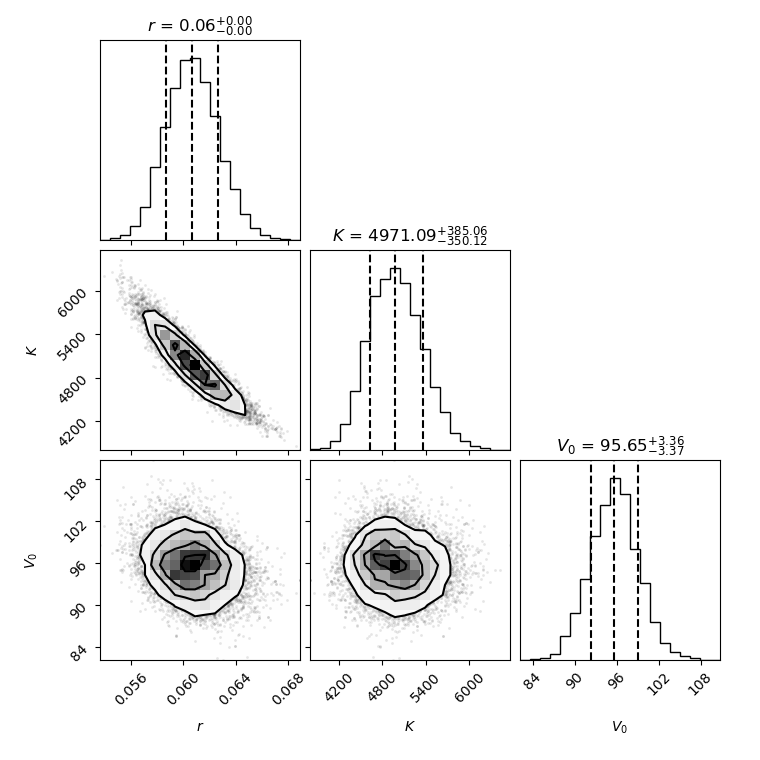 r = 0.06+0.00−0.00
K = 4971.09+385.06−350.12
6000
5400
4800
4200
K
V0 = 95.65+3.36−3.37
108
102
96
90
84
V0
0.056 0.060 0.064 0.068
4200 4800 5400 6000
84 90 96 102 108
r K V0